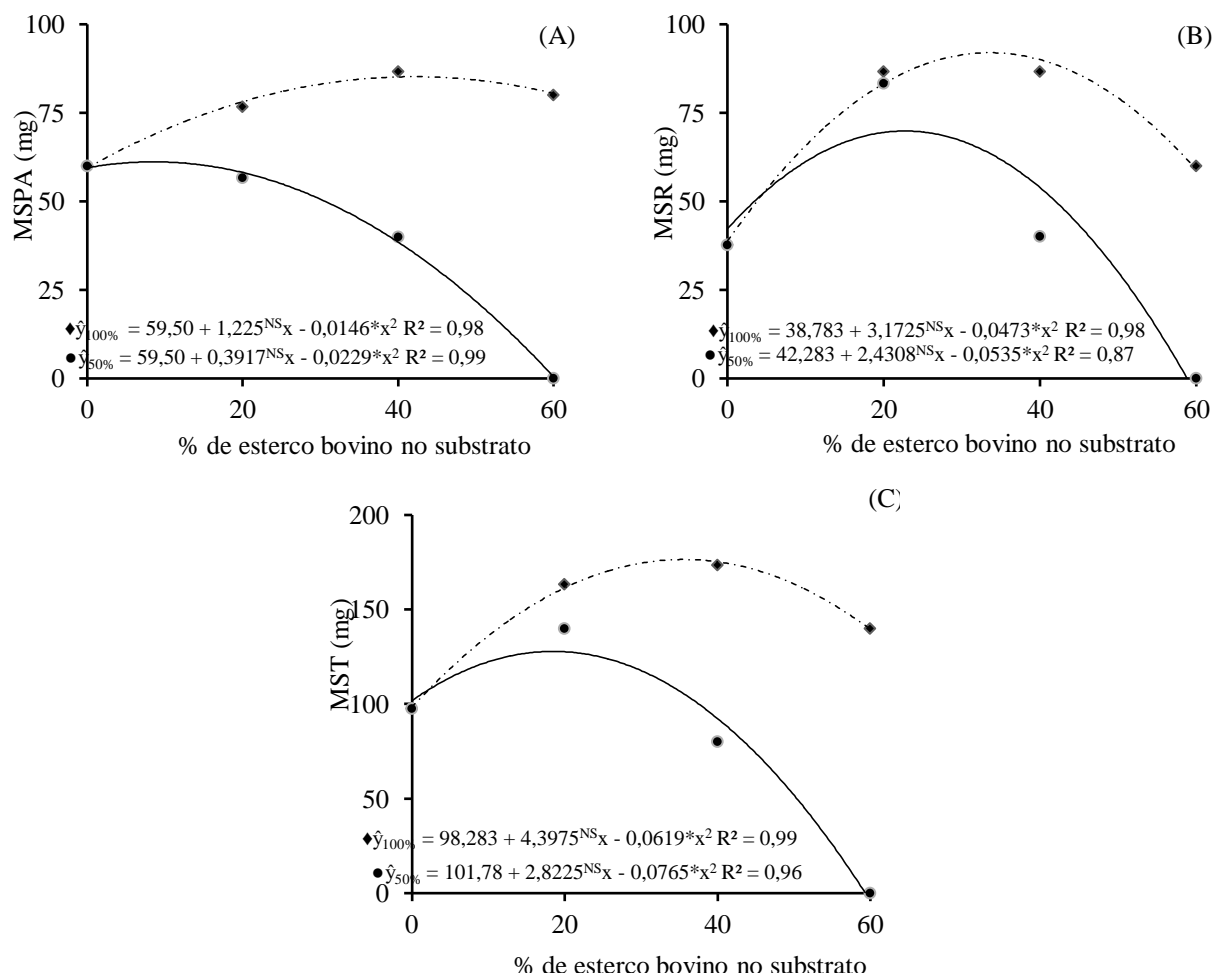 (A)
100
75
50
25
0
MSPA (mg)
ŷ100% = 59,50 + 1,225NSx - 0,0146*x2 R2 = 0,98
ŷ50% = 59,50 + 0,3917NSx - 0,0229*x2 R2 = 0,99
0 20 40 60
% de esterco bovino no substrato
(B)
100
75
50
25
0
MSR (mg)
ŷ100% = 38,783 + 3,1725NSx - 0,0473*x2 R2 = 0,98
ŷ50% = 42,283 + 2,4308NSx - 0,0535*x2 R2 = 0,87
0 20 40 60
% de esterco bovino no substrato
(C)
200
150
100
50
0
MST (mg)
ŷ100% = 98,283 + 4,3975NSx - 0,0619*x2 R2 = 0,99
ŷ50% = 101,78 + 2,8225NSx - 0,0765*x2 R2 = 0,96
0 20 40 60
% de esterco bovino no substrato